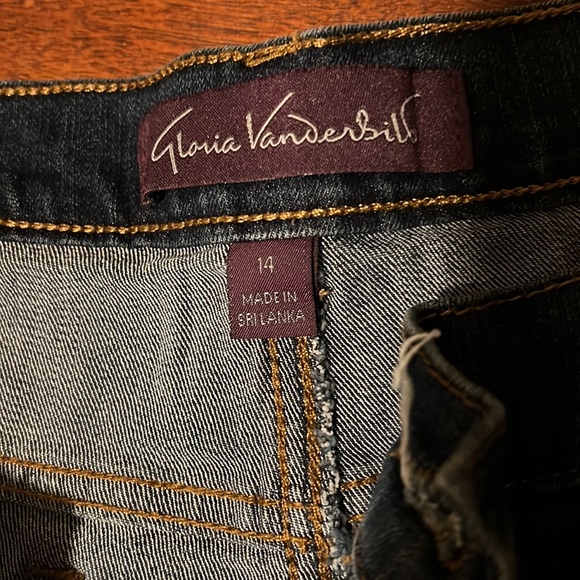 Gloria Vanderbilt
14
MADE IN
SRI LANKA